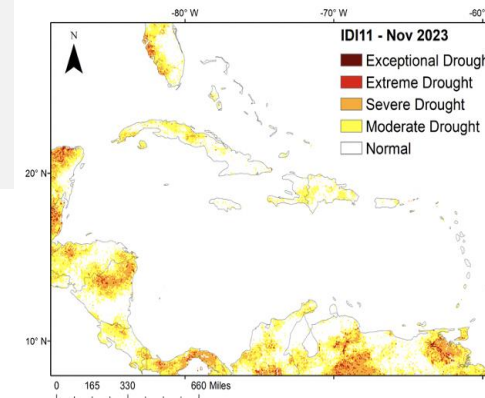 -80° W -70° W -60°
N
IDI11 - Nov 2023
Exceptional Drough
Extreme Drought
Severe Drought
Moderate Drought
Normal
20° N
10° N
0 165 330 660 Miles